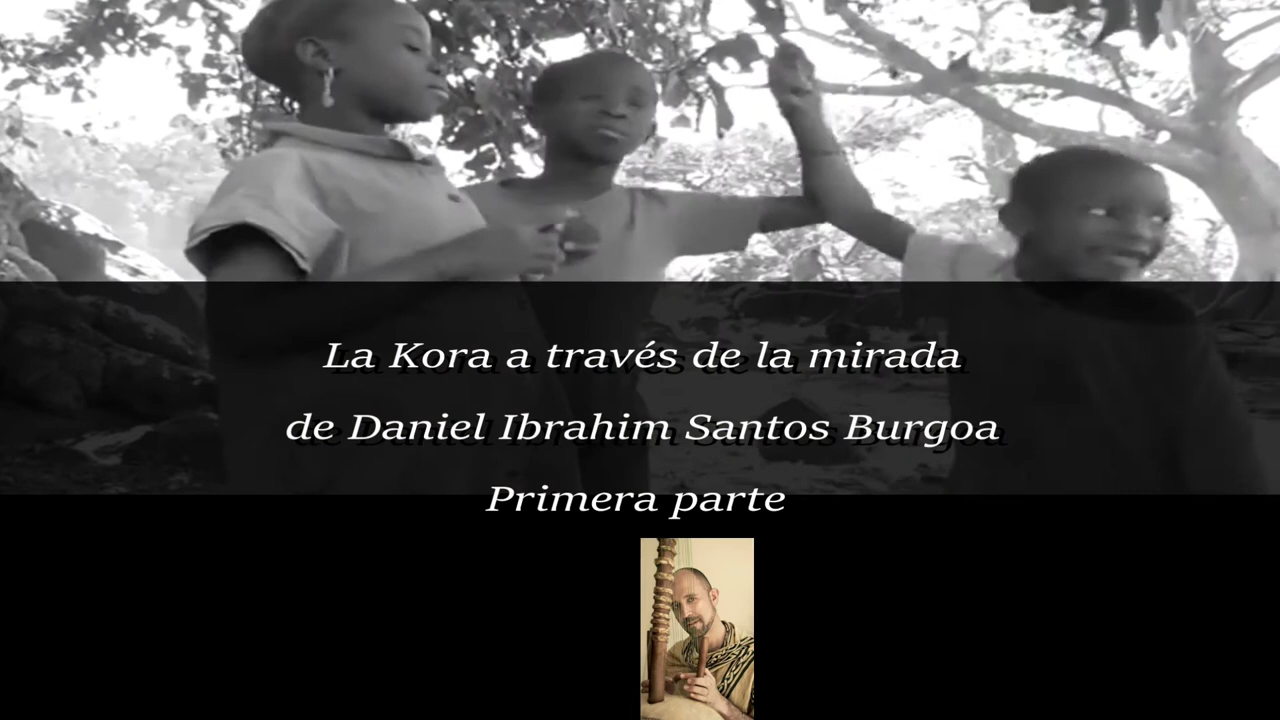 La Kora a través de la mirada
de Daniel Ibrahim Santos Burgoa
Primera parte